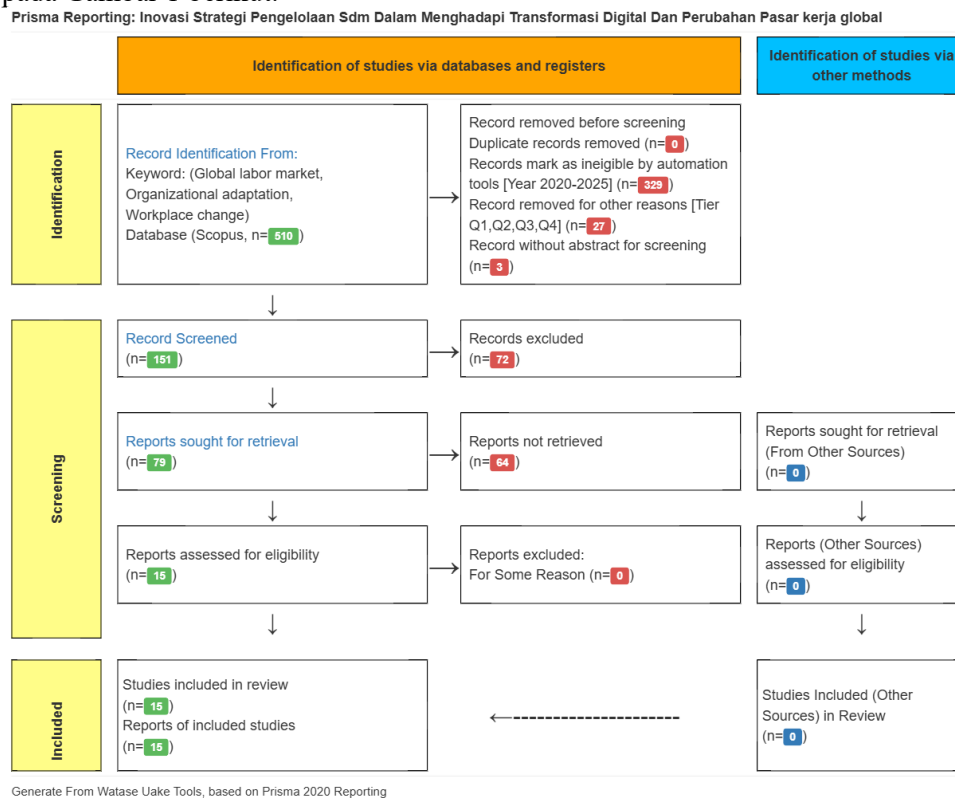 pada Gambar 1 berikut.
Prisma Reporting: Inovasi Strategi Pengelolaan Sdm Dalam Menghadapi Transformasi Digital Dan Perubahan Pasar kerja global
Identification of studies via databases and registers
Identification of studies via
other methods
Identification
Record Identification From:
Keyword: (Global labor market,
Organizational adaptation,
Workplace change)
Database (Scopus, n= 510 )
Record removed before screening
Duplicate records removed (n= 0 )
Records mark as ineigible by automation
tools [Year 2020-2025] (n= 329 )
Record removed for other reasons [Tier
Q1,Q2,Q3,Q4] (n= 27 )
Record without abstract for screening
(n= 3 )
Screening
Record Screened
(n= 151 )
Records excluded
(n= 72 )
Reports sought for retrieval
(n= 79 )
Reports not retrieved
(n= 64 )
Reports sought for retrieval
(From Other Sources)
(n= 0 )
Reports assessed for eligibility
(n= 15 )
Reports excluded:
For Some Reason (n= 0 )
Reports (Other Sources)
assessed for eligibility
(n= 0 )
Included
Studies included in review
(n= 15 )
Reports of included studies
(n= 15 )
Studies Included (Other
Sources) in Review
(n= 0 )
Generate From Watase Uake Tools, based on Prisma 2020 Reporting